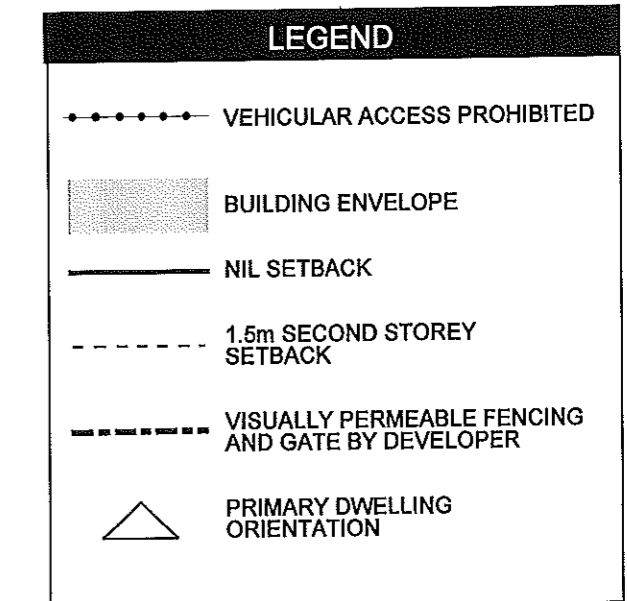 LEGEND
VEHICULAR ACCESS PROHIBITED
BUILDING ENVELOPE
NIL SETBACK
1.5m SECOND STOREY
SETBACK
VISUALLY PERMEABLE FENCING
AND GATE BY DEVELOPER
PRIMARY DWELLING
ORIENTATION